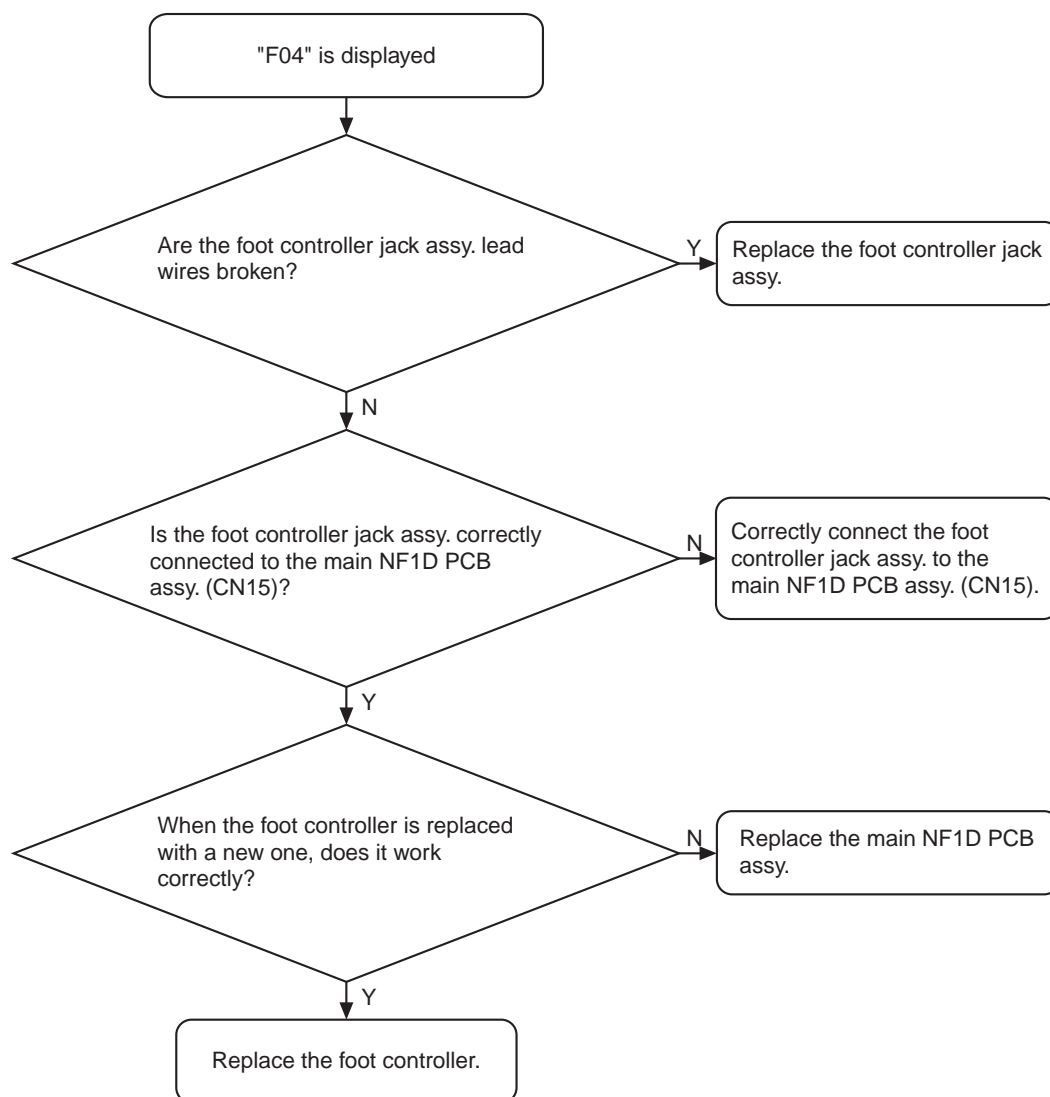 "F04" is displayed
Are the foot controller jack assy. lead
wires broken?
Y
Replace the foot controller jack
assy.
N
Is the foot controller jack assy. correctly
connected to the main NF1D PCB
assy. (CN15)?
N
Correctly connect the foot
controller jack assy. to the
main NF1D PCB assy. (CN15).
Y
When the foot controller is replaced
with a new one, does it work
correctly?
N
Replace the main NF1D PCB
assy.
Y
Replace the foot controller.